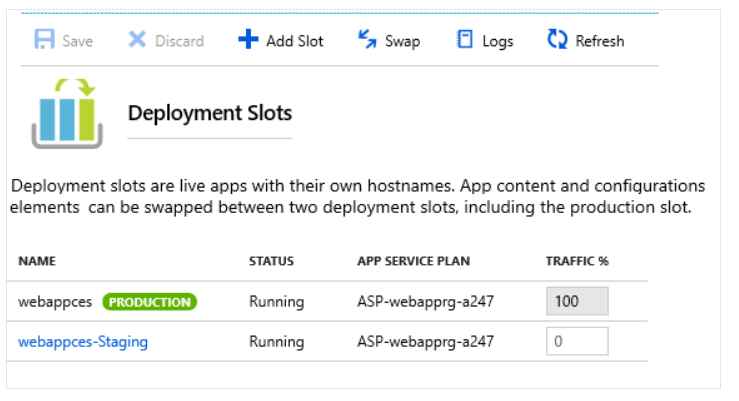 Save Discard Add Slot Swap Logs Refresh
Deployment Slots
Deployment slots are live apps with their own hostnames. App content and configurations
elements can be swapped between two deployment slots, including the production slot.
NAME STATUS APP SERVICE PLAN TRAFFIC %
webappces PRODUCTION Running ASP-webapprg-a247 100
webappces-Staging Running ASP-webapprg-a247 0